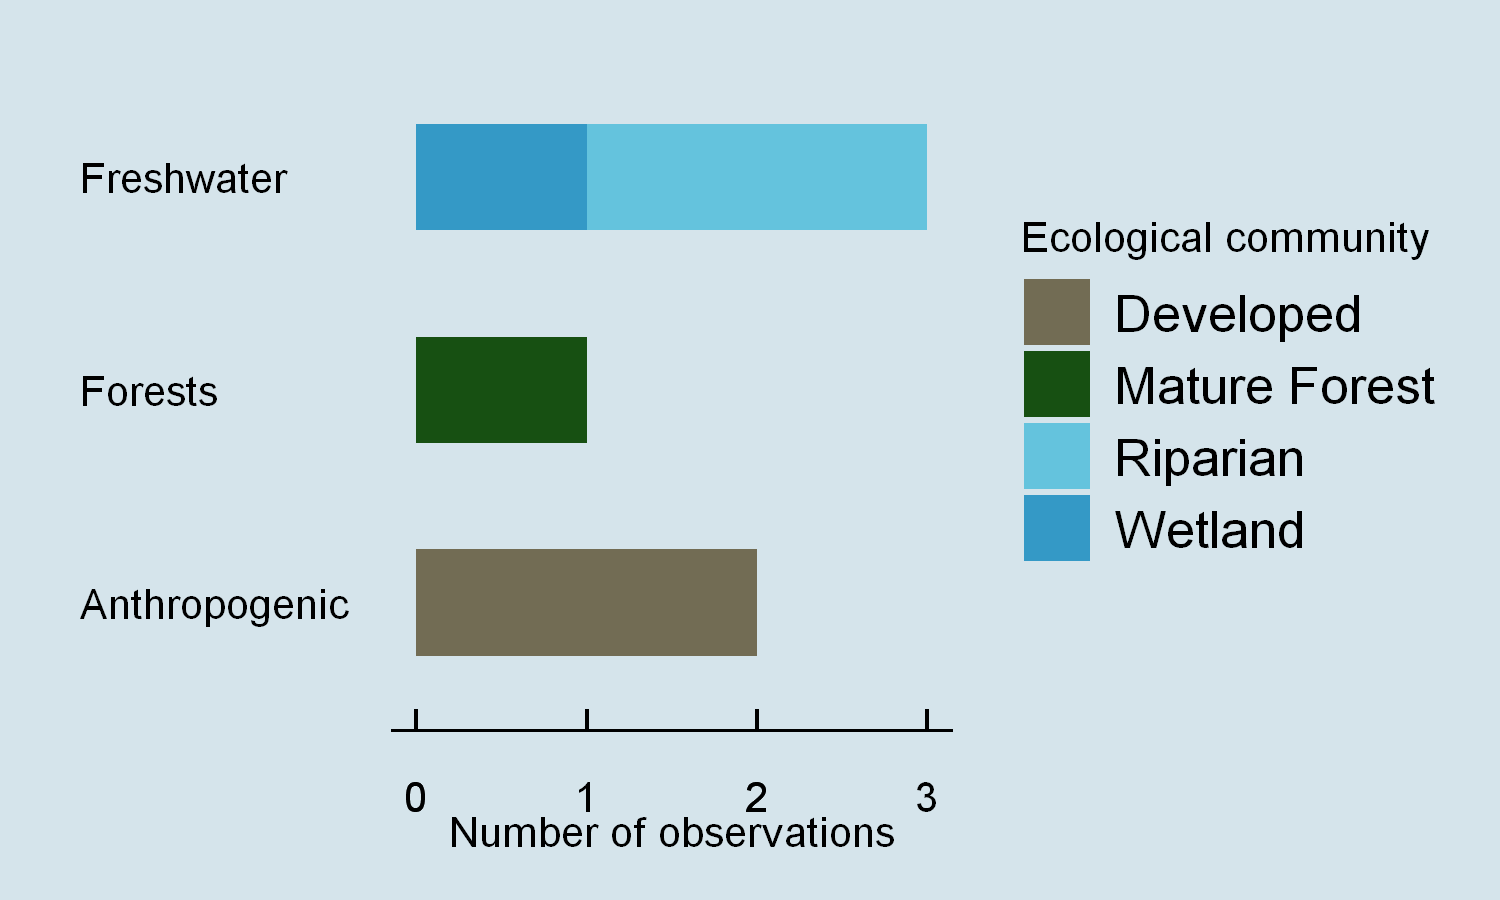 Freshwater
Forests
Anthropogenic
0 1 2 3
Number of observations
Ecological community
Developed
Mature Forest
Riparian
Wetland